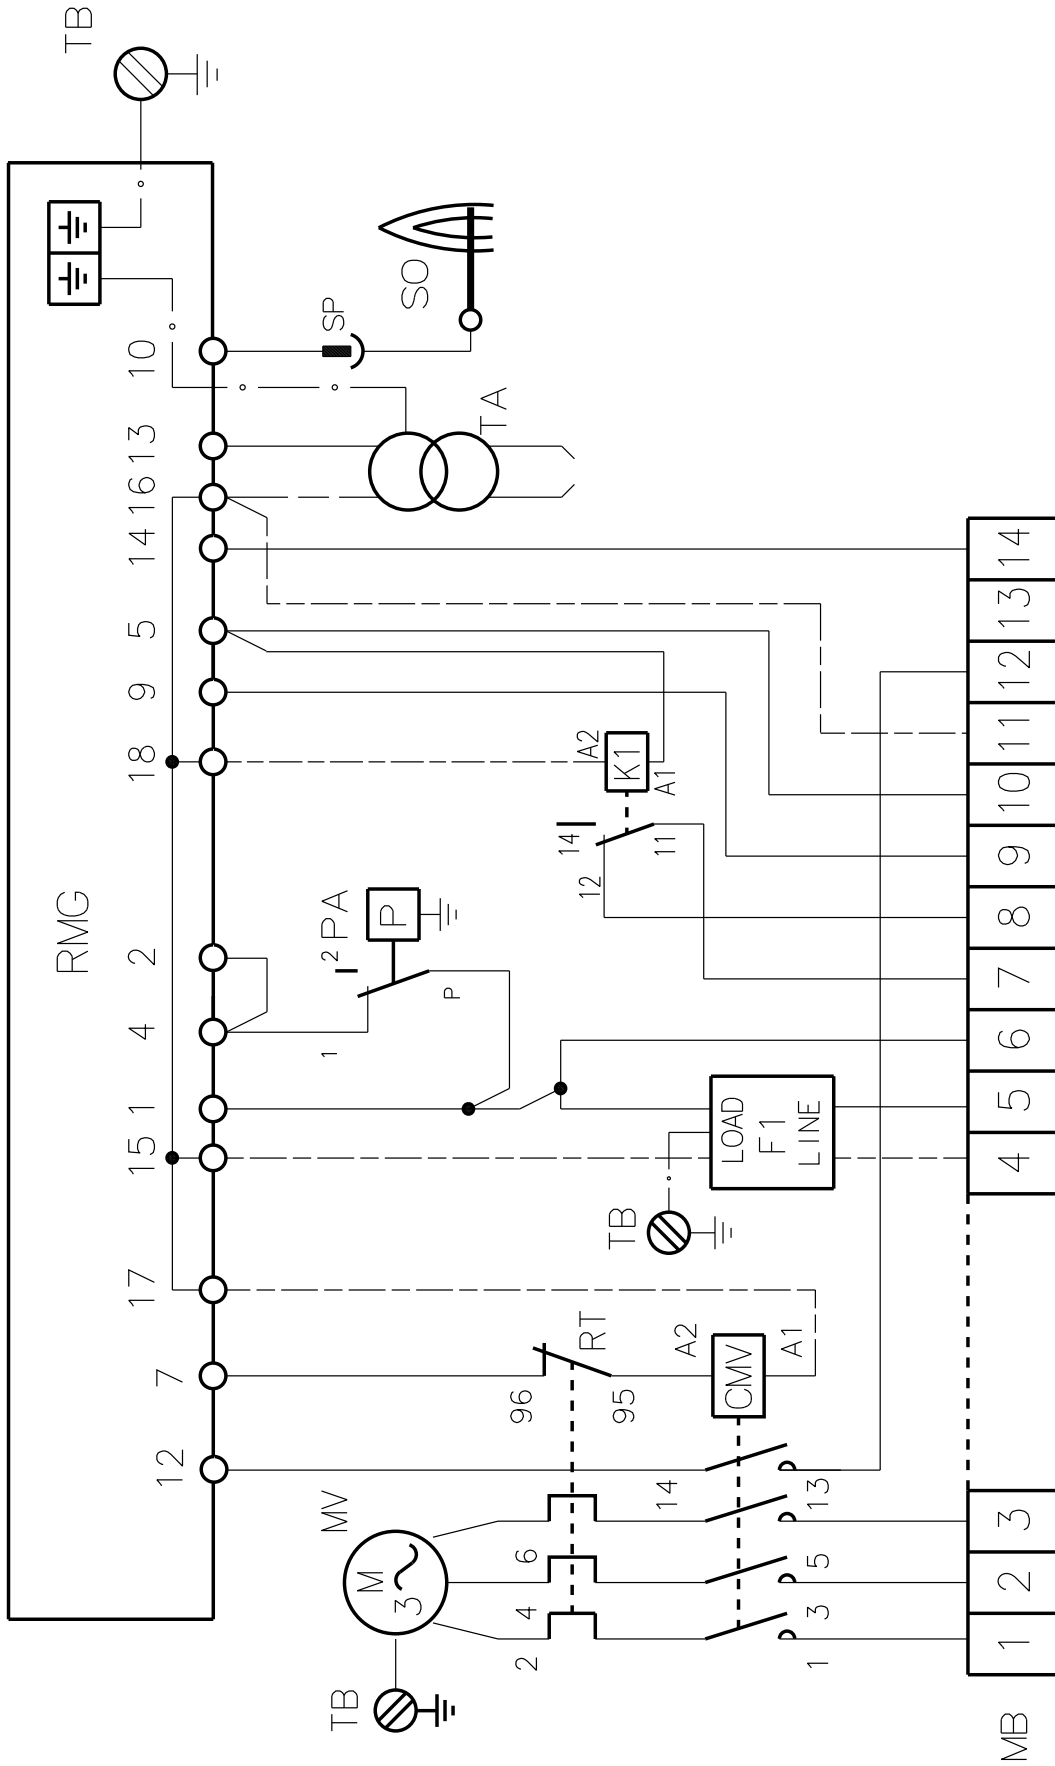 RMG
TB
12 7 17 15 1 4 2 18 9 5 14 16 13 10
MV
1
2 PA
SP
TB
M
3
P
SO
P
TA
2 4 6 96
RT
95
14
12
A2
K1
A1
11
TB
14
A2
CMV
A1
LOAD
F1
LINE
1 3 5 13
MB 1 2 3 4 5 6 7 8 9 10 11 12 13 14